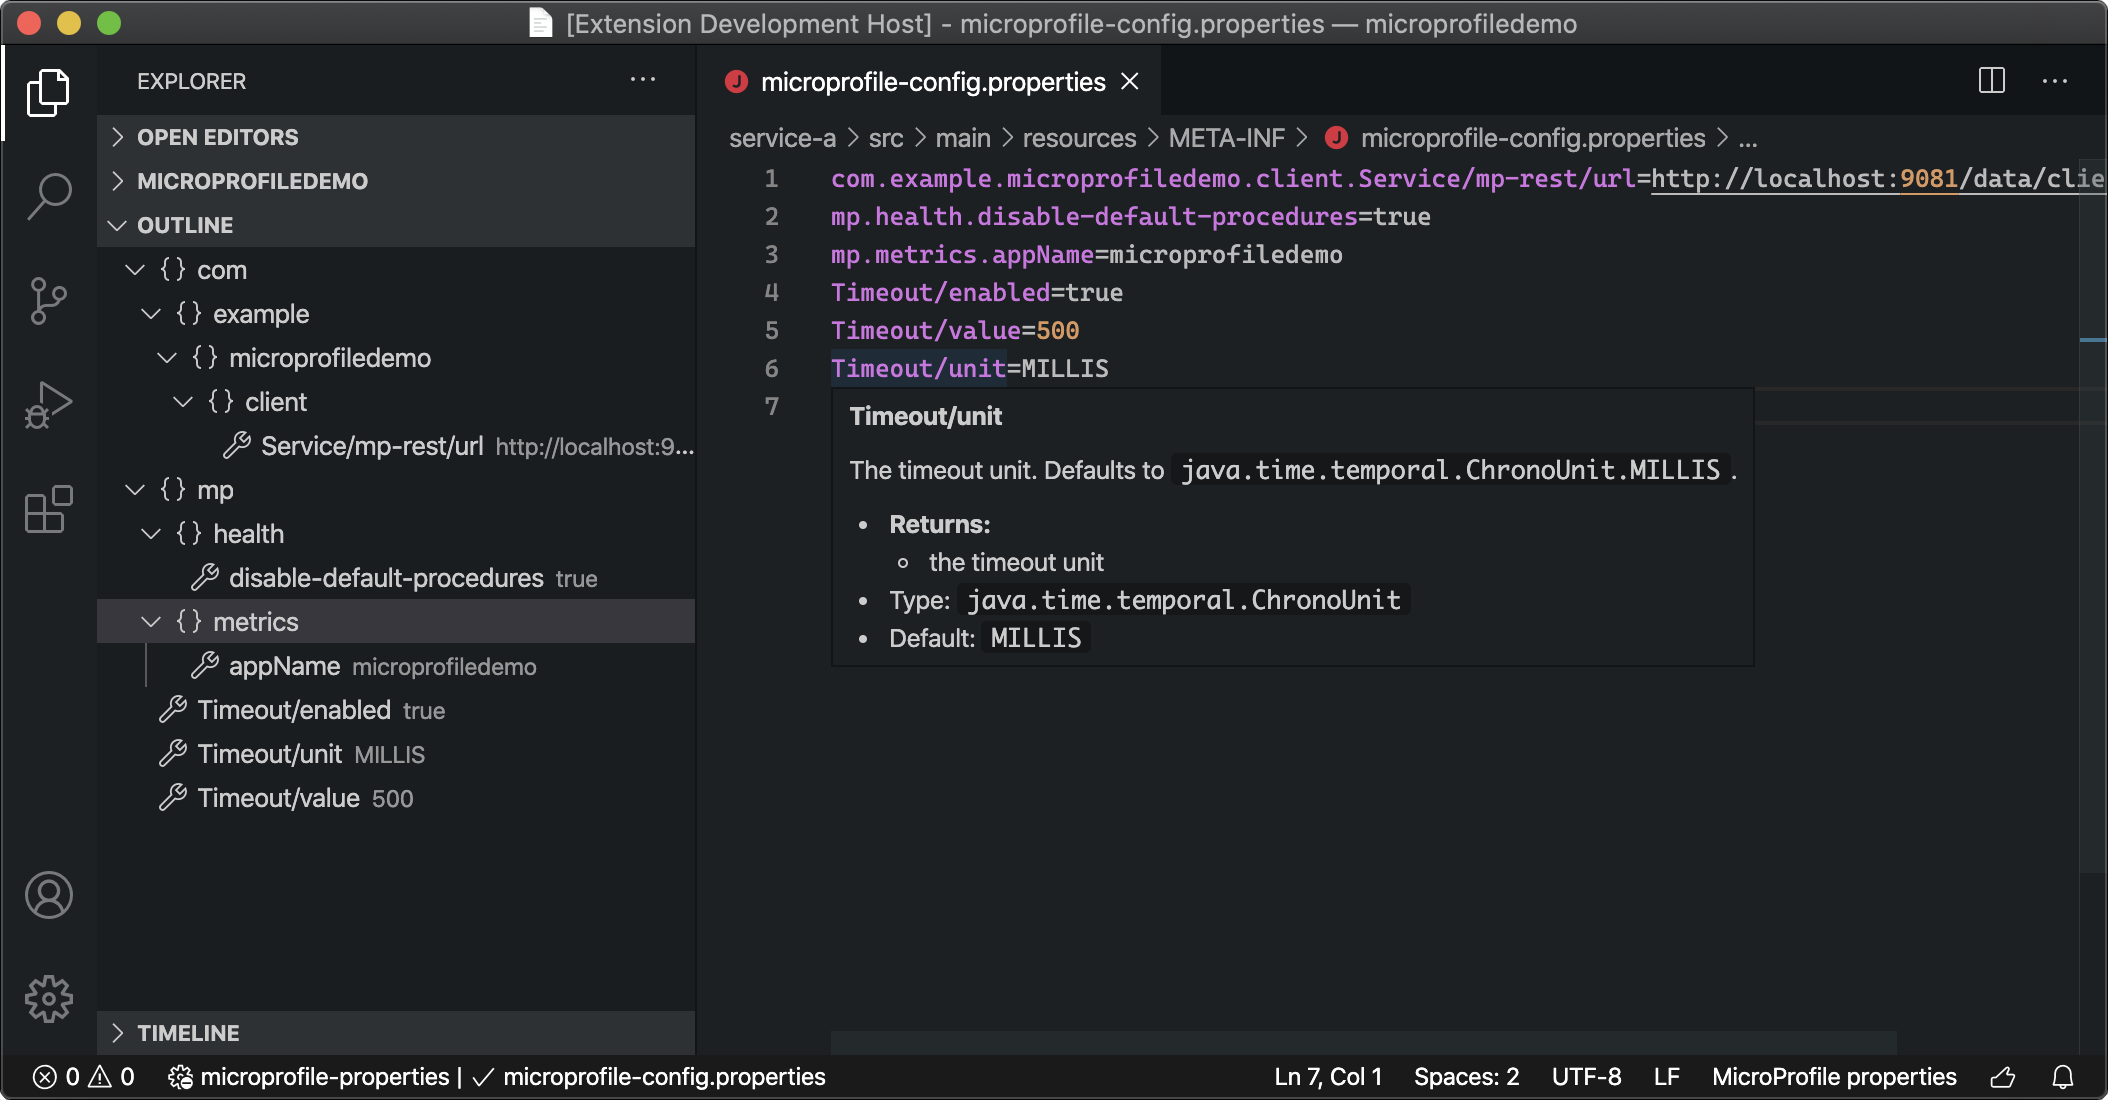 [Extension Development Host] - microprofile-config.properties — microprofiledemo
EXPLORER
OPEN EDITORS
MICROPROFILEDEMO
OUTLINE
{} com
{} example
{} microprofiledemo
{} client
Service/mp-rest/url http://localhost:9...
{} mp
{} health
disable-default-procedures true
{} metrics
appName microprofiledemo
Timeout/enabled true
Timeout/unit MILLIS
Timeout/value 500
TIMELINE
J microprofile-config.properties
service-a > src > main > resources > META-INF > J microprofile-config.properties > ...
1 com.example.microprofiledemo.client.Service/mp-rest/url=http://localhost:9081/data/clie
2 mp.health.disable-default-procedures=true
3 mp.metrics.appName=microprofiledemo
4 Timeout/enabled=true
5 Timeout/value=500
6 Timeout/unit=MILLIS
7
Timeout/unit
The timeout unit. Defaults to java.time.temporal.ChronoUnit.MILLIS.
• Returns:
◦ the timeout unit
• Type: java.time.temporal.ChronoUnit
• Default: MILLIS
0 0 microprofile-properties | ✓ microprofile-config.properties
Ln 7, Col 1 Spaces: 2 UTF-8 LF MicroProfile properties